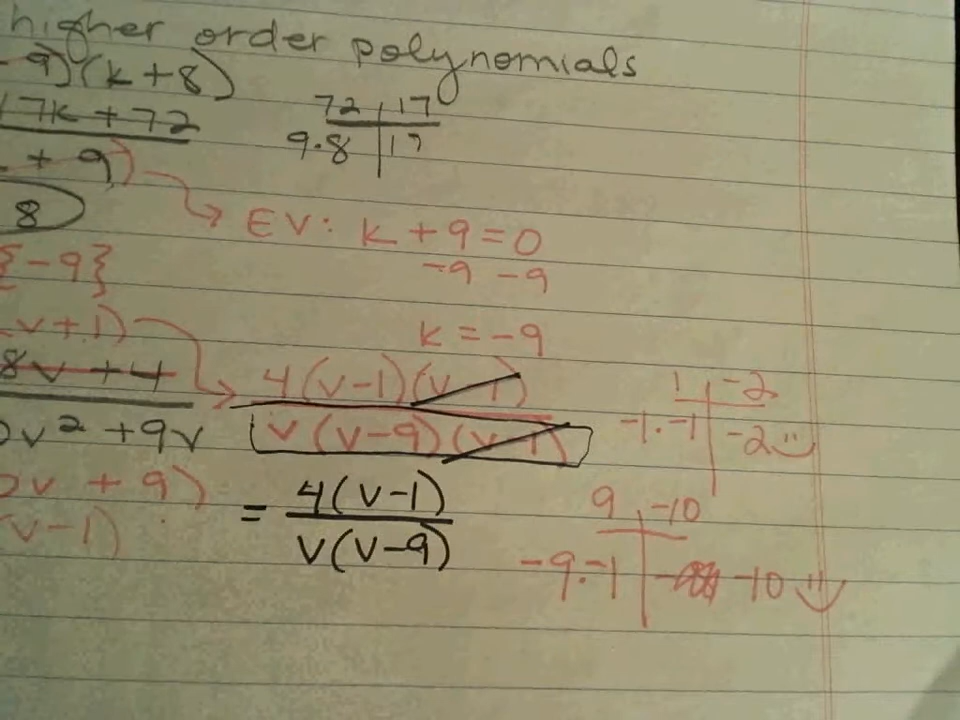 higher order polynomials
-9)(k+8)
17k+72
72 | 17
9·8 | 17
+ 9)
8
EV: k+9=0
-9 -9
{-9}
k = -9
v+1)
8v+4
4(v-1)(v-1)
1 | -2
v²+9v
v(v-9)(v-1)
-1·-1 | -2
v + 9)
(v-1)
= 4(v-1)
v(v-9)
9 | -10
-9·-1 | -10